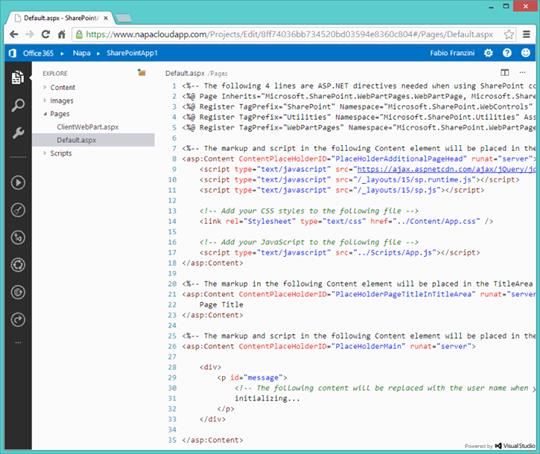 Default.aspx - SharePoint/
https://www.napacloudapp.com/Projects/Edit/8ff74036bb734520bd03594e8360c804#/Pages/Default.aspx
Office 365 Napa SharePointApp1 Fabio Franzini
EXPLORE
Content
Images
Pages
ClientWebPart.aspx
Default.aspx
Scripts
Default.aspx /Pages
1 <%-- The following 4 lines are ASP.NET directives needed when using SharePoint co
2 <%@ Page Inherits="Microsoft.SharePoint.WebPartPages.WebPartPage, Microsoft.Shar
3 <%@ Register TagPrefix="SharePoint" Namespace="Microsoft.SharePoint.WebControls"
4 <%@ Register TagPrefix="Utilities" Namespace="Microsoft.SharePoint.Utilities" Ass
5 <%@ Register TagPrefix="WebPartPages" Namespace="Microsoft.SharePoint.WebPartPag
6
7 <%-- The markup and script in the following Content element will be placed in the
8 <asp:Content ContentPlaceHolderID="PlaceHolderAdditionalPageHead" runat="server">
9 <script type="text/javascript" src="https://ajax.aspnetcdn.com/ajax/jQuery/jq
10 <script type="text/javascript" src="/_layouts/15/sp.runtime.js"></script>
11 <script type="text/javascript" src="/_layouts/15/sp.js"></script>
12
13 <!-- Add your CSS styles to the following file -->
14 <link rel="Stylesheet" type="text/css" href="../Content/App.css" />
15
16 <!-- Add your JavaScript to the following file -->
17 <script type="text/javascript" src="../Scripts/App.js"></script>
18 </asp:Content>
19
20 <%-- The markup in the following Content element will be placed in the TitleArea
21 <asp:Content ContentPlaceHolderID="PlaceHolderPageTitleInTitleArea" runat="server
22 Page Title
23 </asp:Content>
24
25 <%-- The markup and script in the following Content element will be placed in the
26 <asp:Content ContentPlaceHolderID="PlaceHolderMain" runat="server">
27
28 <div>
29 <p id="message">
30 <!-- The following content will be replaced with the user name when y
31 initializing...
32 </p>
33 </div>
34
35 </asp:Content>
Powered by Visual Studio